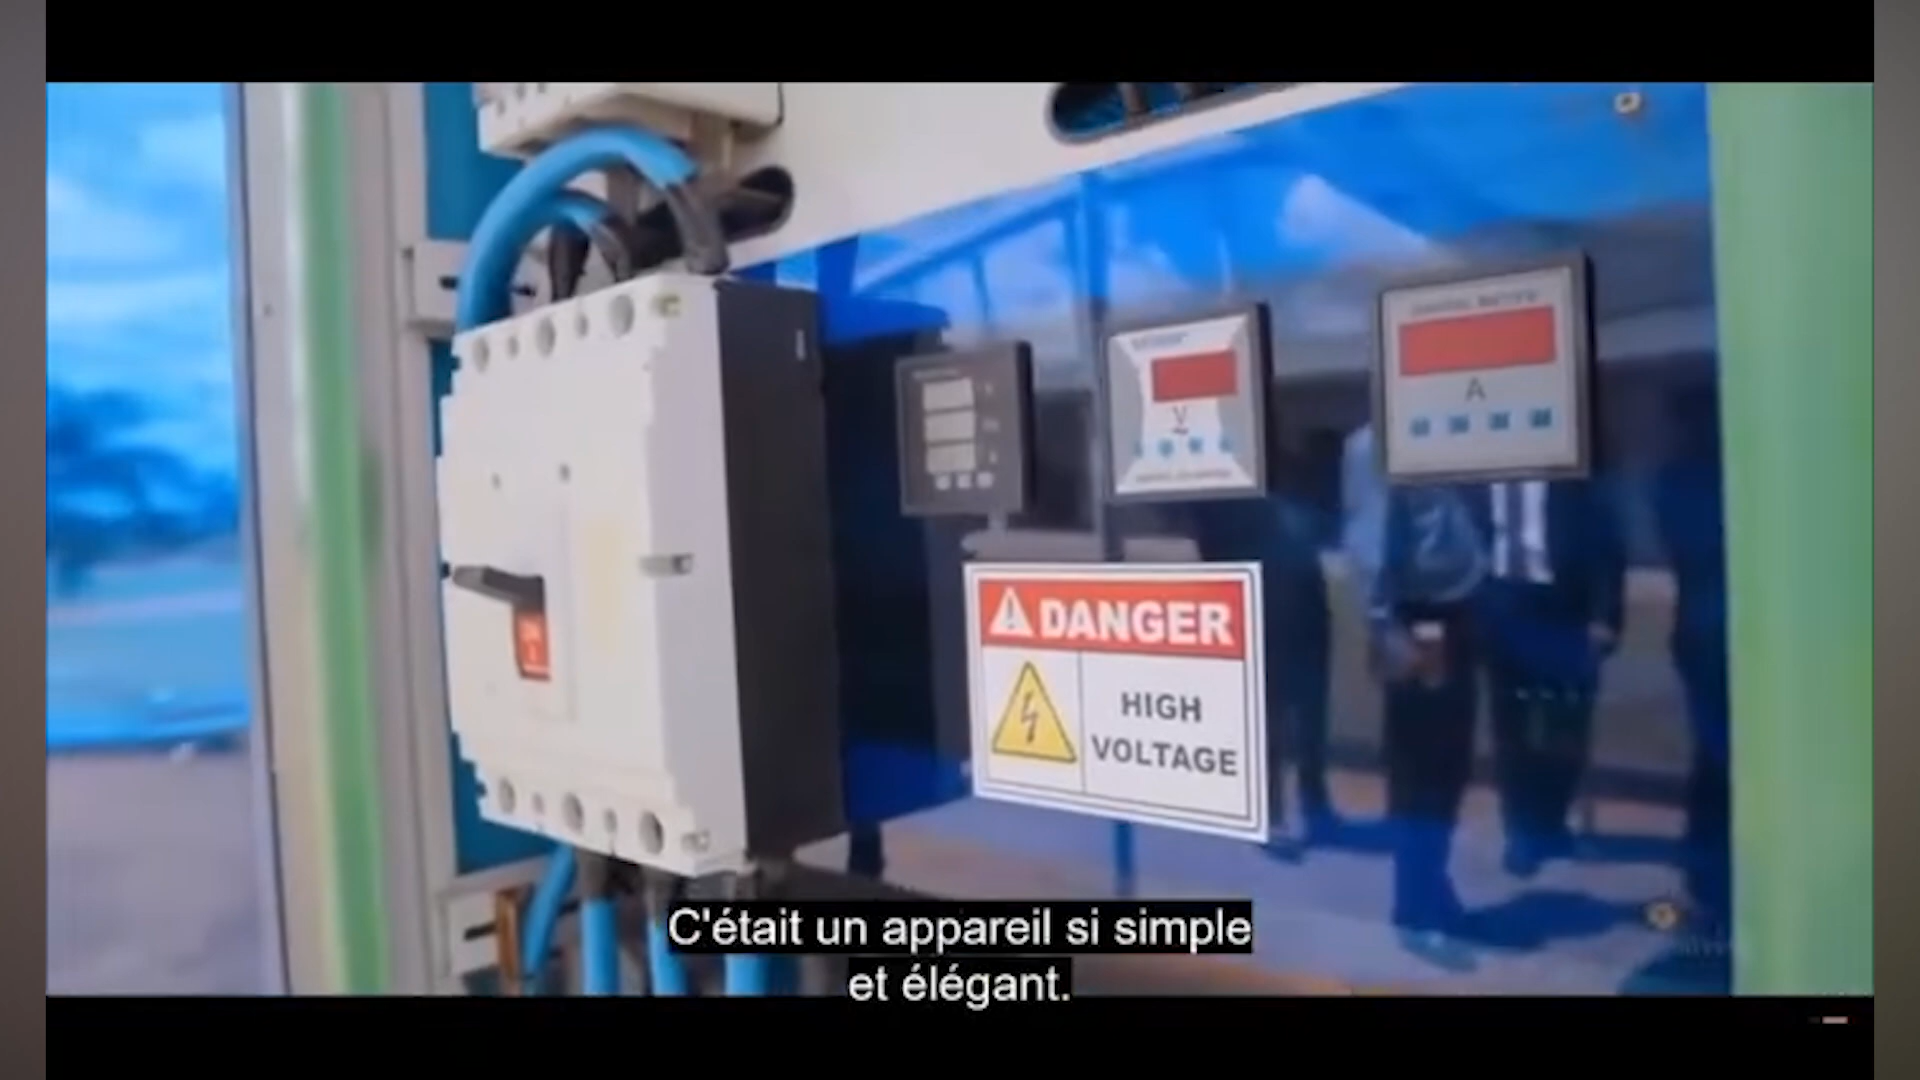 V
A
DANGER
HIGH
VOLTAGE
C'était un appareil si simple
et élégant.